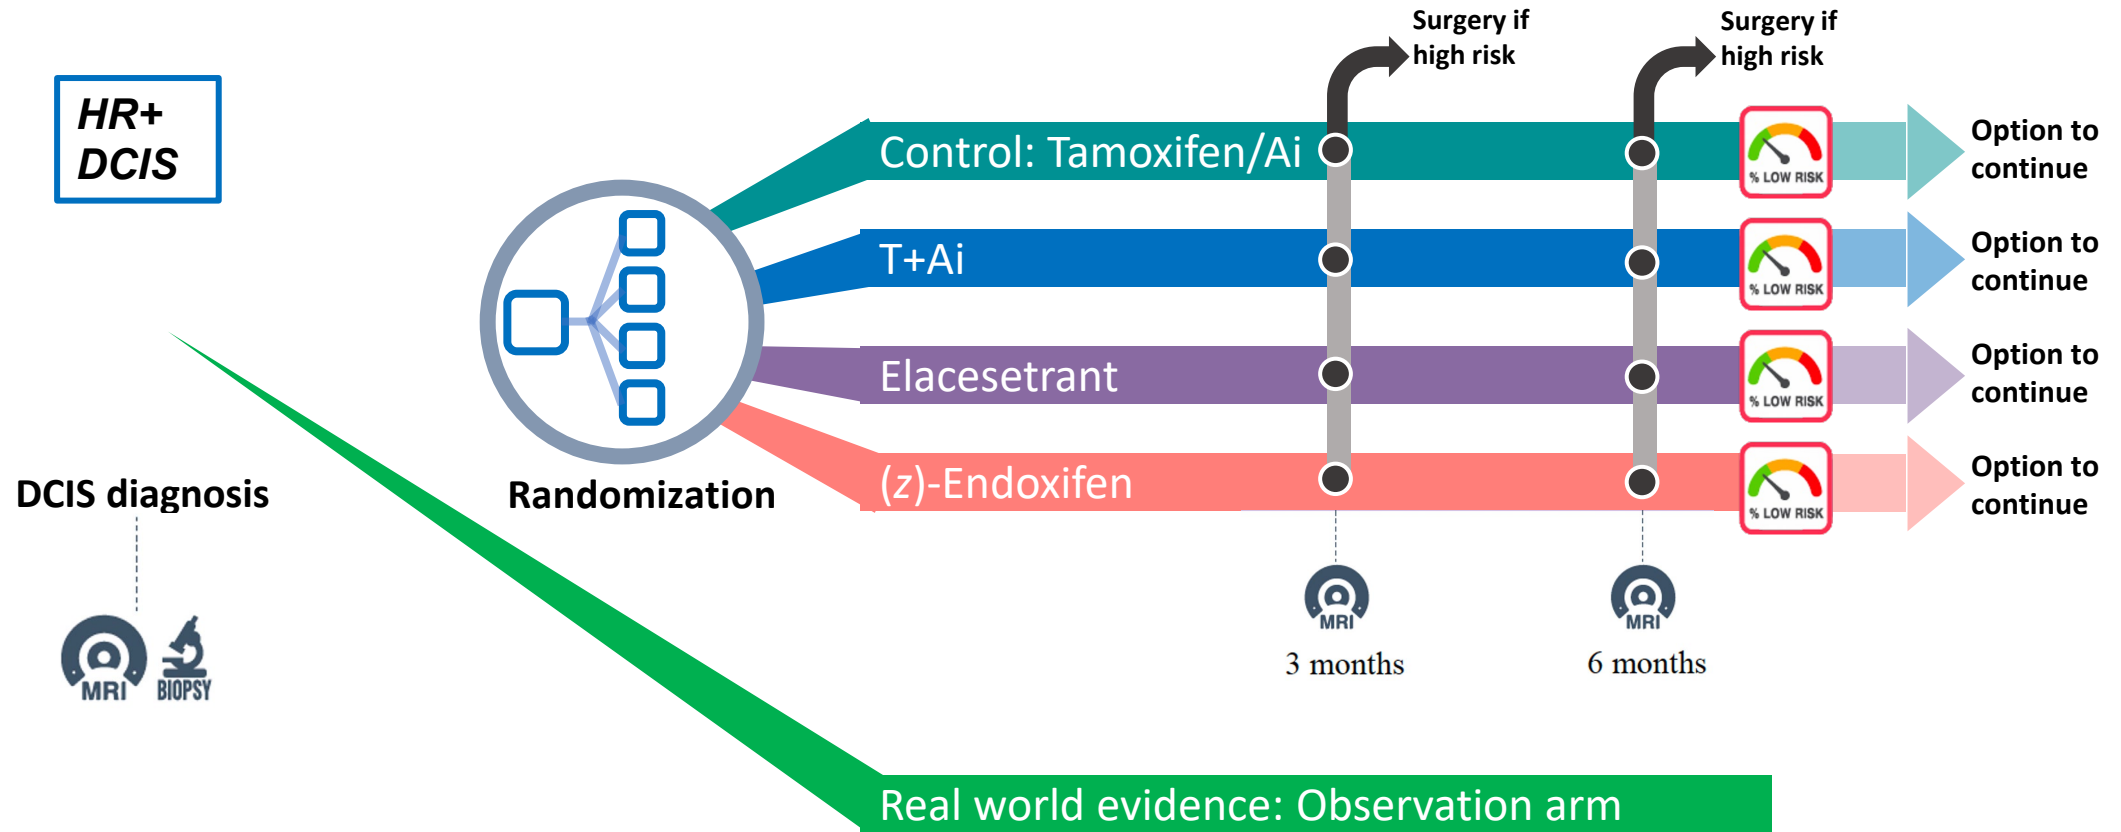 Surgery if
high risk
Surgery if
high risk
HR+
DCIS
Control: Tamoxifen/Ai
% LOW RISK
Option to
continue
T+Ai
% LOW RISK
Option to
continue
Elacesetrant
% LOW RISK
Option to
continue
(z)-Endoxifen
% LOW RISK
Option to
continue
DCIS diagnosis
Randomization
MRI
BIOPSY
MRI
MRI
3 months
6 months
Real world evidence: Observation arm